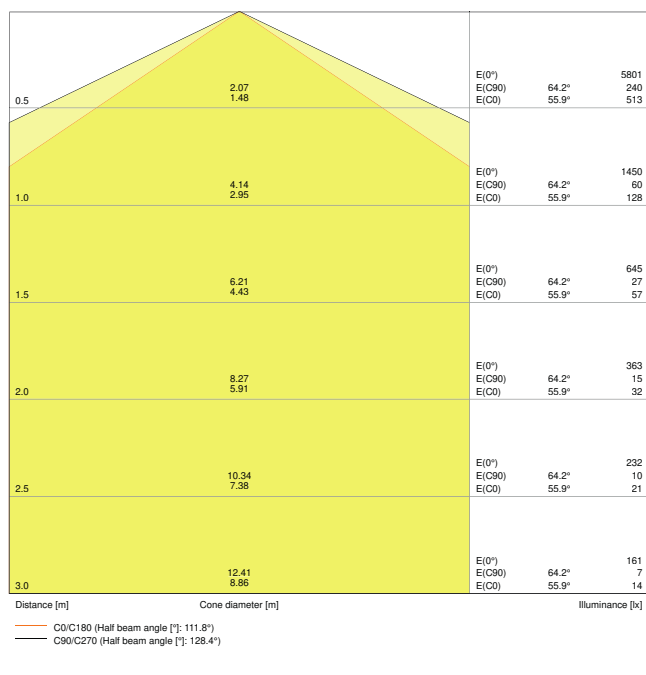 E(0°) 5801
2.07 E(C90) 64.2° 240
0.5 1.48 E(C0) 55.9° 513
E(0°) 1450
4.14 E(C90) 64.2° 60
1.0 2.95 E(C0) 55.9° 128
E(0°) 645
6.21 E(C90) 64.2° 27
1.5 4.43 E(C0) 55.9° 57
E(0°) 363
8.27 E(C90) 64.2° 15
2.0 5.91 E(C0) 55.9° 32
E(0°) 232
10.34 E(C90) 64.2° 10
2.5 7.38 E(C0) 55.9° 21
E(0°) 161
12.41 E(C90) 64.2° 7
3.0 8.86 E(C0) 55.9° 14
Distance [m] Cone diameter [m] Illuminance [lx]
C0/C180 (Half beam angle [°]: 111.8°)
C90/C270 (Half beam angle [°]: 128.4°)